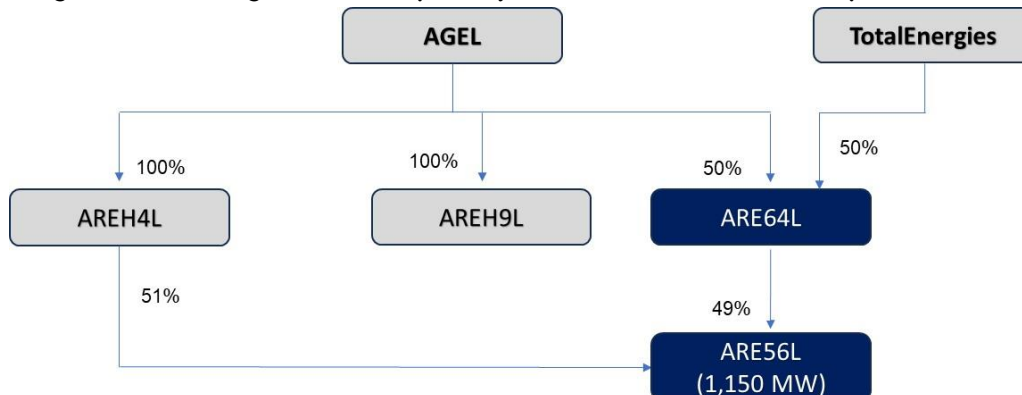 AGEL
TotalEnergies
100%
100%
50%
50%
AREH4L
AREH9L
ARE64L
51%
49%
ARE56L
(1,150 MW)